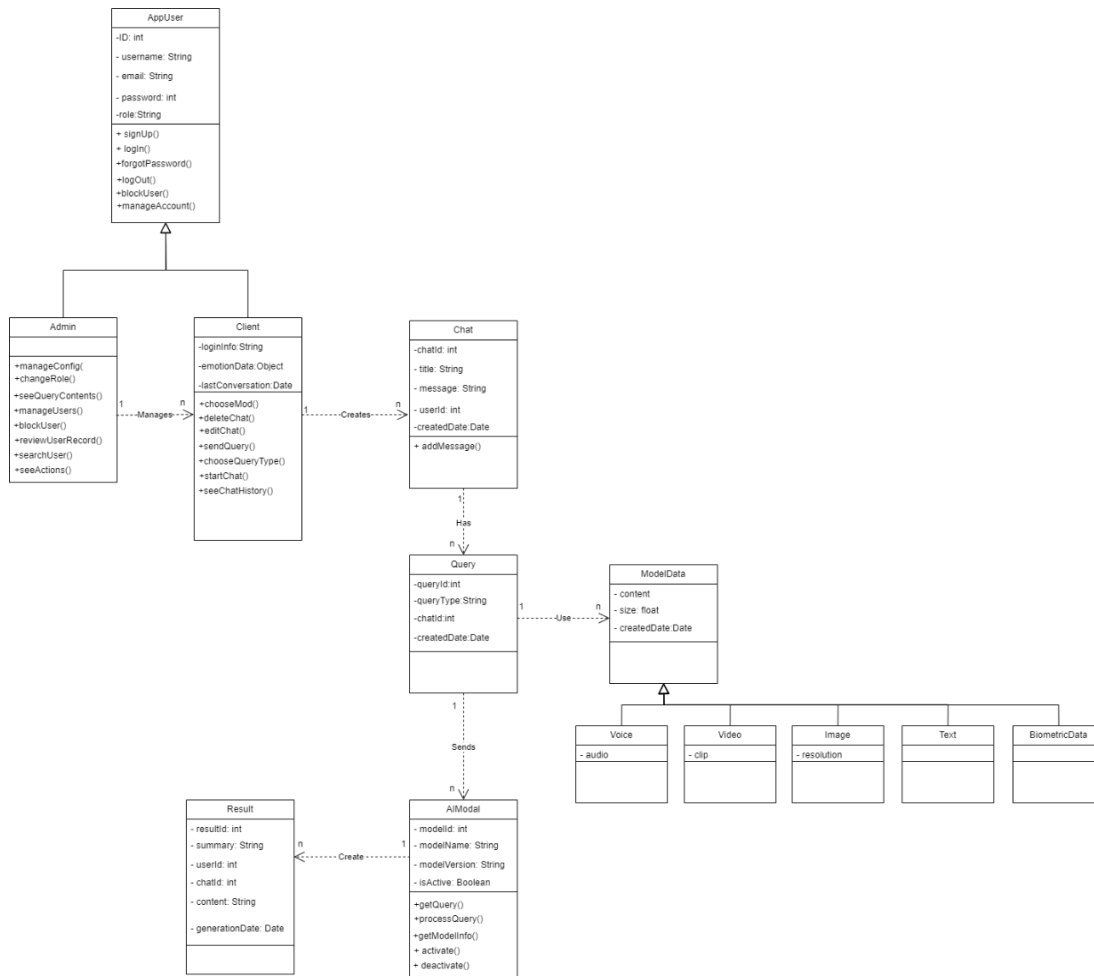 AppUser
-ID: int
- username: String
- email: String
- password: int
-role:String
+ signUp()
+ logIn()
+forgotPassword()
+logOut()
+blockUser()
+manageAccount()
Admin
+manageConfig(
+changeRole()
+seeQueryContents()
+manageUsers()
+blockUser()
+reviewUserRecord()
+searchUser()
+seeActions()
1
Manages
n
Client
-loginInfo:String
-emotionData:Object
-lastConversation:Date
+chooseMod()
+deleteChat()
+editChat()
+sendQuery()
+chooseQueryType()
+startChat()
+seeChatHistory()
1
Creates
n
Chat
-chatId: int
- title: String
- message: String
- userId: int
-createdDate:Date
+ addMessage()
1
Has
n
Query
-queryId:int
-queryType:String
-chatId:int
-createdDate:Date
1
Use
n
ModelData
- content
- size: float
- createdDate:Date
Voice
- audio
Video
- clip
Image
- resolution
Text
BiometricData
1
Sends
n
AIModal
- modelId: int
- modelName: String
- modelVersion: String
- isActive: Boolean
+getQuery()
+processQuery()
+getModelInfo()
+ activate()
+ deactivate()
1
Create
n
Result
- resultId: int
- summary: String
- userId: int
- chatId: int
- content: String
- generationDate: Date